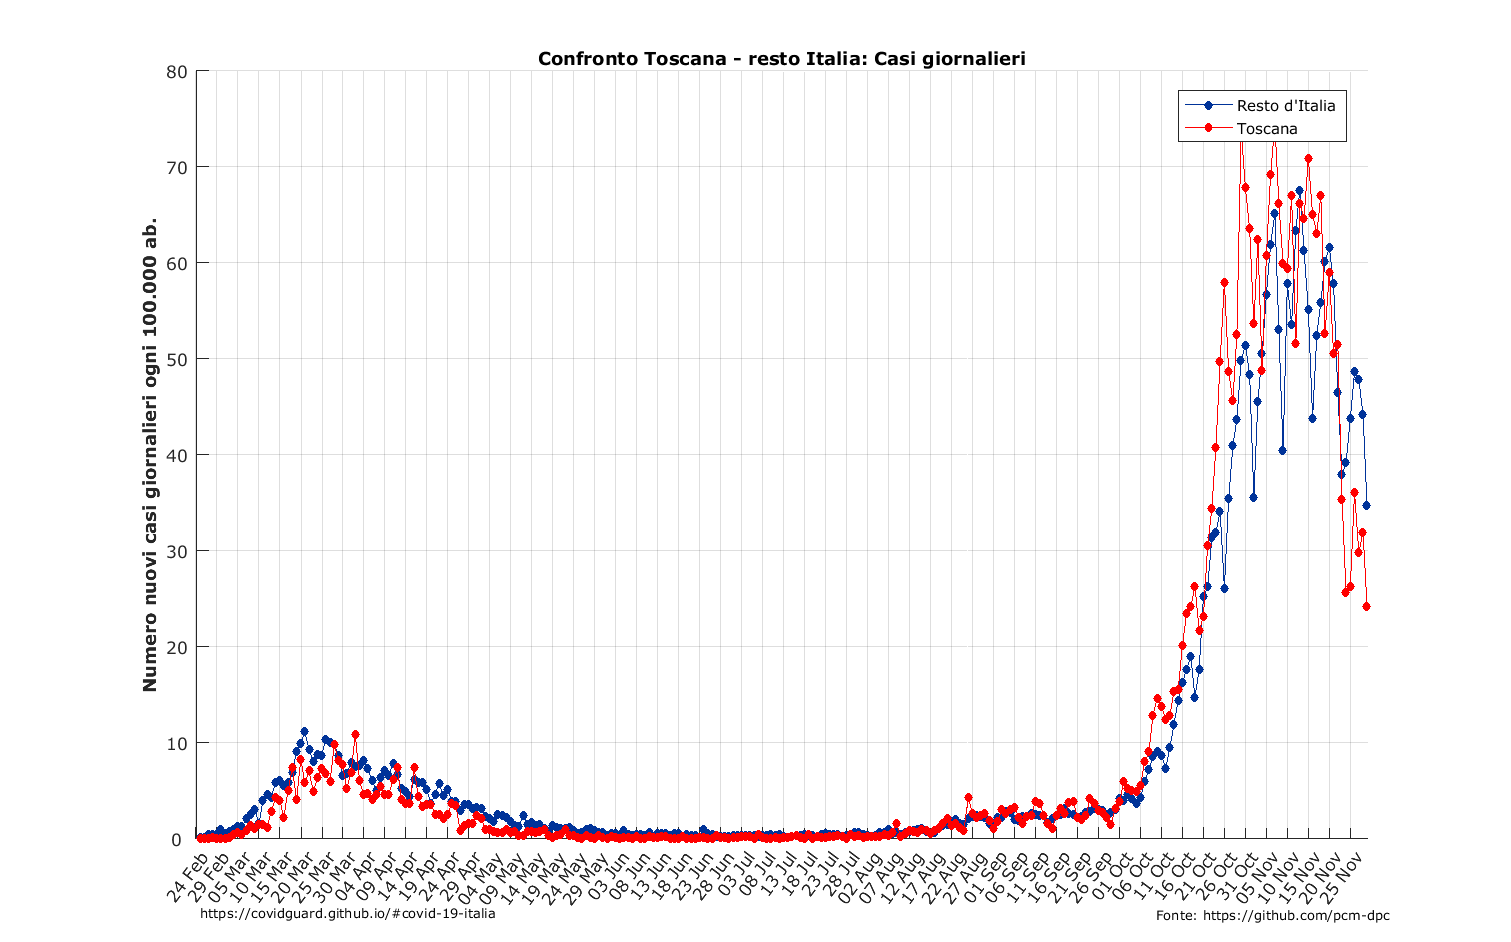 Confronto Toscana - resto Italia: Casi giornalieri
Resto d'Italia
Toscana
Numero nuovi casi giornalieri ogni 100.000 ab.
80
70
60
50
40
30
20
10
0
24 Feb
29 Feb
05 Mar
10 Mar
15 Mar
20 Mar
25 Mar
30 Mar
04 Apr
09 Apr
14 Apr
19 Apr
24 Apr
29 Apr
04 May
09 May
14 May
19 May
24 May
29 May
03 Jun
08 Jun
13 Jun
18 Jun
23 Jun
28 Jun
03 Jul
08 Jul
13 Jul
18 Jul
23 Jul
28 Jul
02 Aug
07 Aug
12 Aug
17 Aug
22 Aug
27 Aug
01 Sep
06 Sep
11 Sep
16 Sep
21 Sep
26 Sep
01 Oct
06 Oct
11 Oct
16 Oct
21 Oct
26 Oct
31 Oct
05 Nov
10 Nov
15 Nov
20 Nov
25 Nov
https://covidguard.github.io/#covid-19-italia
Fonte: https://github.com/pcm-dpc